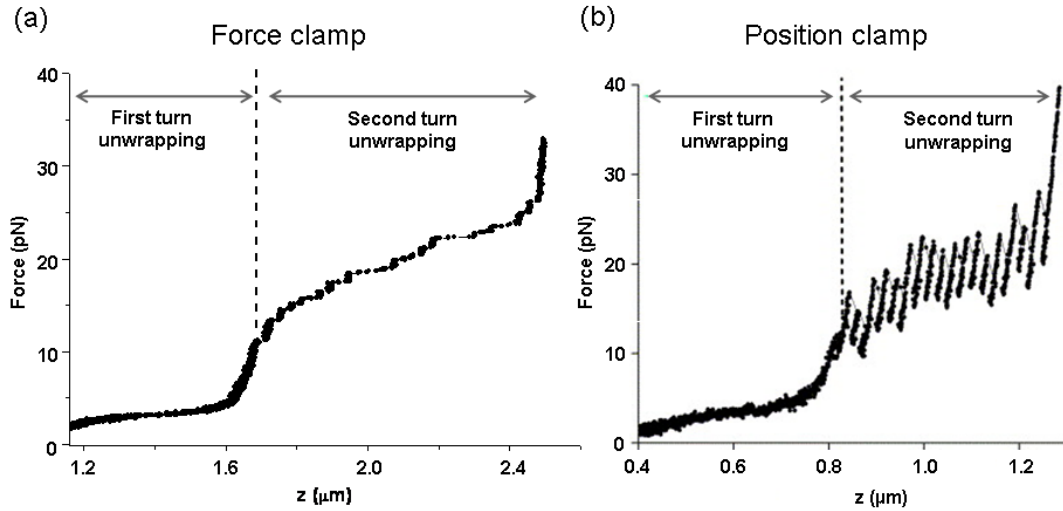 (a)
Force clamp
First turn
unwrapping
Second turn
unwrapping
Force (pN)
40
30
20
10
0
1.2
1.6
2.0
2.4
z (µm)
(b)
Position clamp
First turn
unwrapping
Second turn
unwrapping
Force (pN)
40
30
20
10
0
0.4
0.6
0.8
1.0
1.2
z (µm)